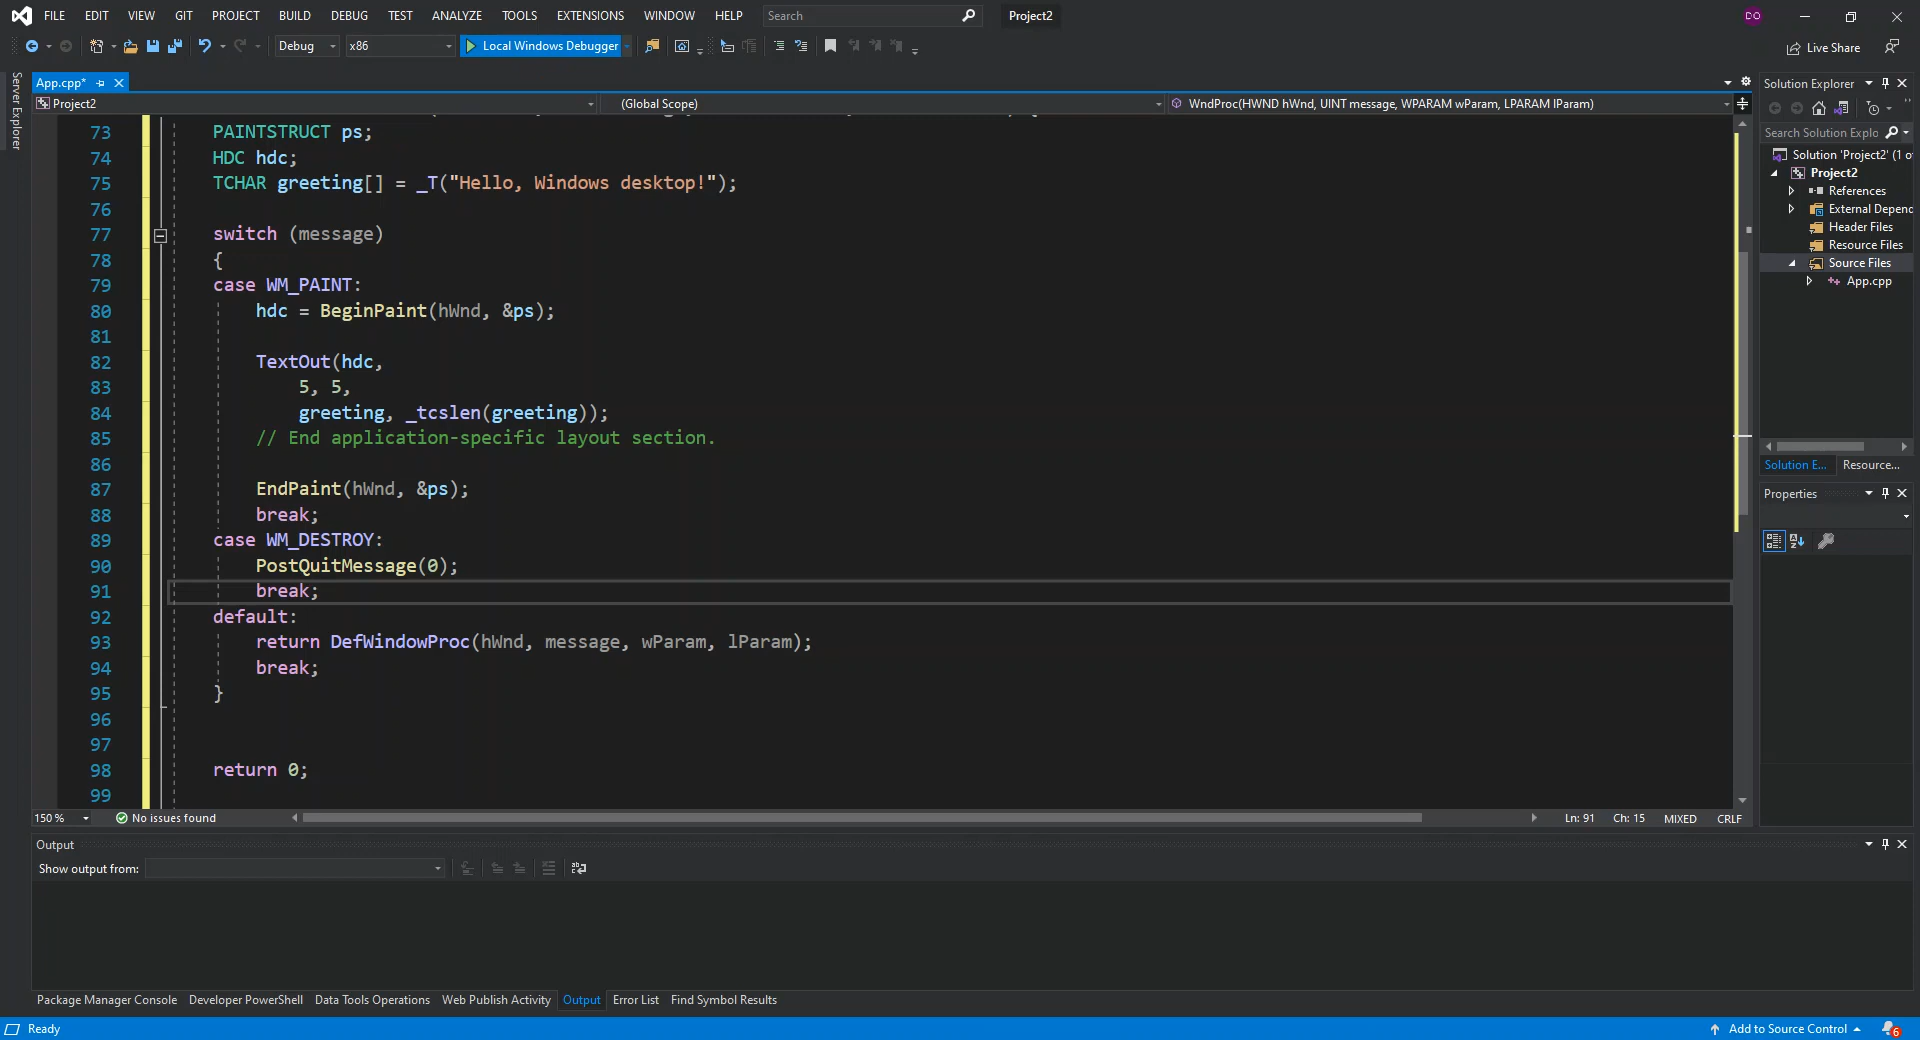 FILE EDIT VIEW GIT PROJECT BUILD DEBUG TEST ANALYZE TOOLS EXTENSIONS WINDOW HELP Search Project2 DO
Debug x86 Local Windows Debugger Live Share
Server Explorer
App.cpp*
Project2 (Global Scope) WndProc(HWND hWnd, UINT message, WPARAM wParam, LPARAM lParam)
73 PAINTSTRUCT ps;
74 HDC hdc;
75 TCHAR greeting[] = _T("Hello, Windows desktop!");
76
77 switch (message)
78 {
79 case WM_PAINT:
80 hdc = BeginPaint(hWnd, &ps);
81
82 TextOut(hdc,
83 5, 5,
84 greeting, _tcslen(greeting));
85 // End application-specific layout section.
86
87 EndPaint(hWnd, &ps);
88 break;
89 case WM_DESTROY:
90 PostQuitMessage(0);
91 break;
92 default:
93 return DefWindowProc(hWnd, message, wParam, lParam);
94 break;
95 }
96
97
98 return 0;
99
150 % No issues found Ln: 91 Ch: 15 MIXED CRLF
Solution Explorer
Search Solution Explo
Solution 'Project2' (1 o
Project2
References
External Depend
Header Files
Resource Files
Source Files
App.cpp
Solution E... Resource...
Properties
Output
Show output from:
Package Manager Console Developer PowerShell Data Tools Operations Web Publish Activity Output Error List Find Symbol Results
Ready Add to Source Control 6